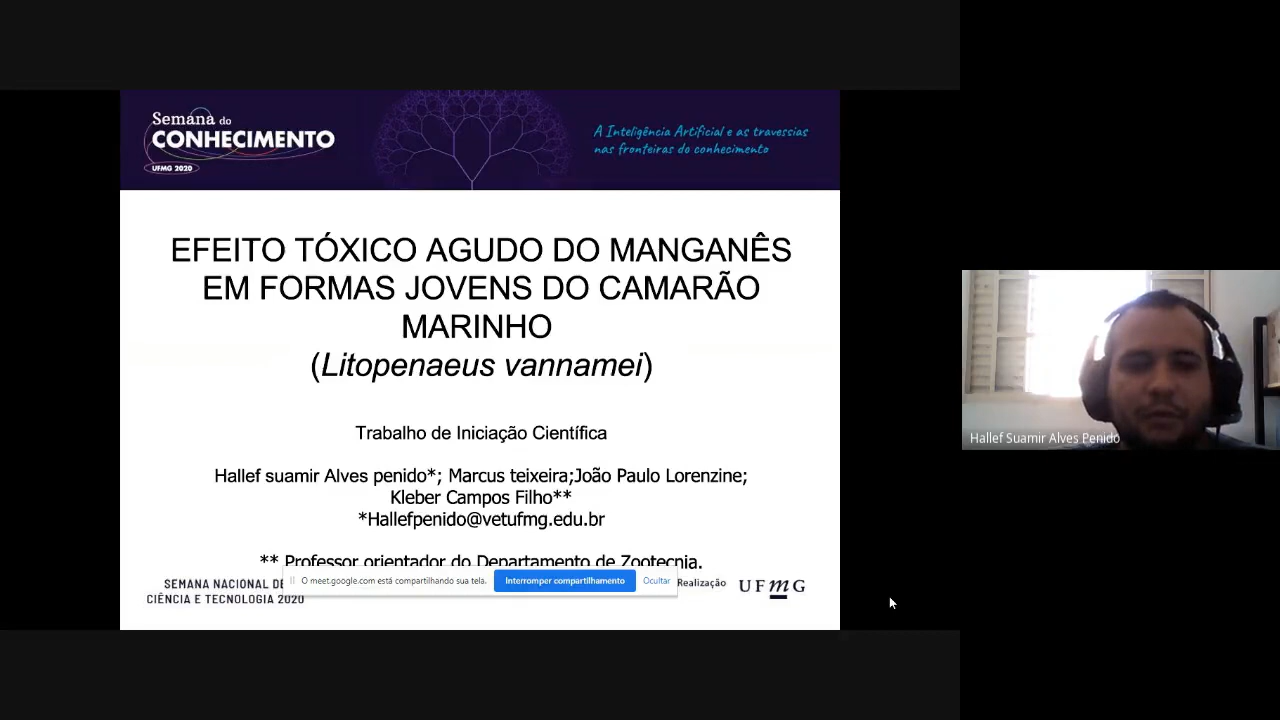 Semana do
CONHECIMENTO
UFMG 2020
A Inteligência Artificial e as travessias
nas fronteiras do conhecimento
EFEITO TÓXICO AGUDO DO MANGANÊS
EM FORMAS JOVENS DO CAMARÃO
MARINHO
(Litopenaeus vannamei)
Trabalho de Iniciação Científica
Hallef suamir Alves penido*; Marcus teixeira;João Paulo Lorenzine;
Kleber Campos Filho**
*Hallefpenido@vetufmg.edu.br
** Professor orientador do Departamento de Zootecnia.
SEMANA NACIONAL DE
CIÊNCIA E TECNOLOGIA 2020
O meet.google.com está compartilhando sua tela.
Interromper compartilhamento
Ocultar
Realização
UFmG
Hallef Suamir Alves Penido